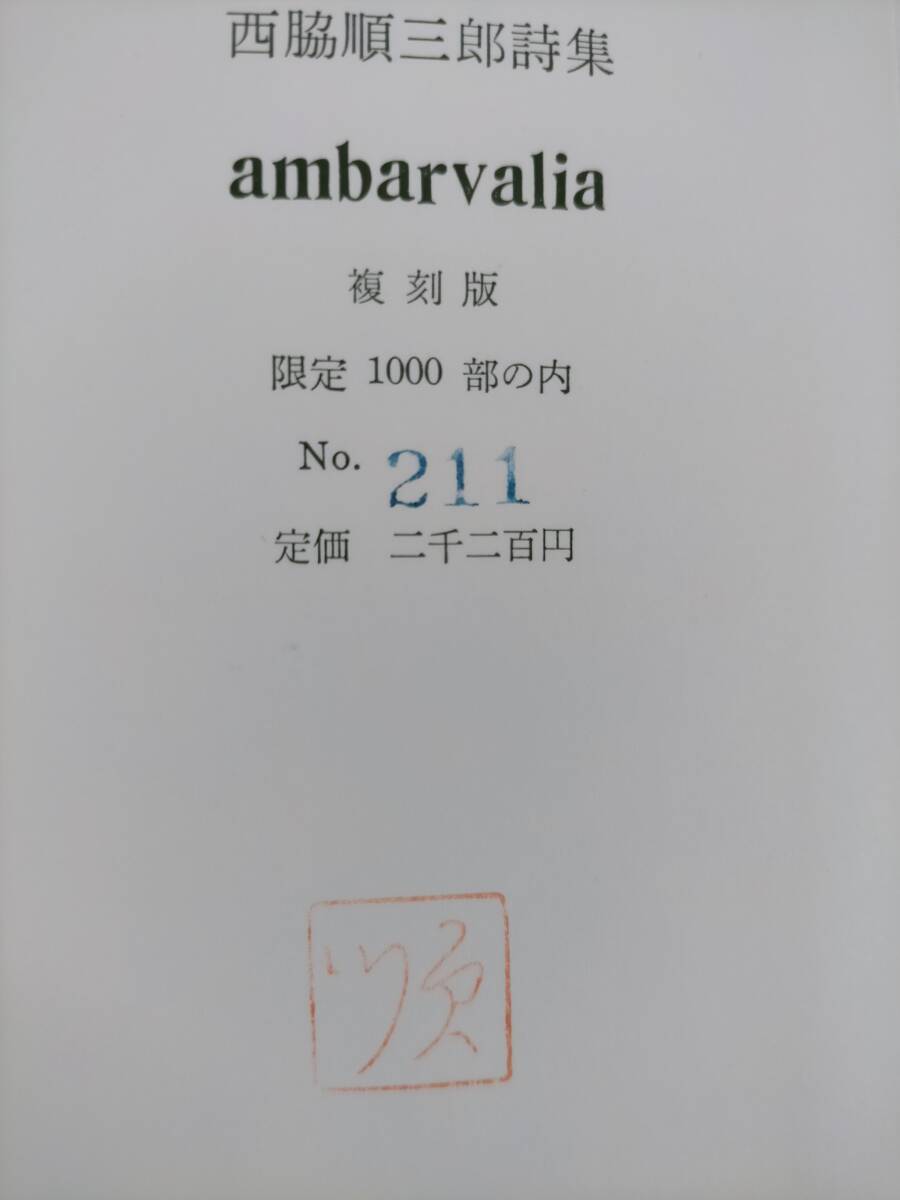 西脇順三郎詩集
ambarvalia
複刻版
限定 1000 部の内
No. 211
定価 二千二百円
順